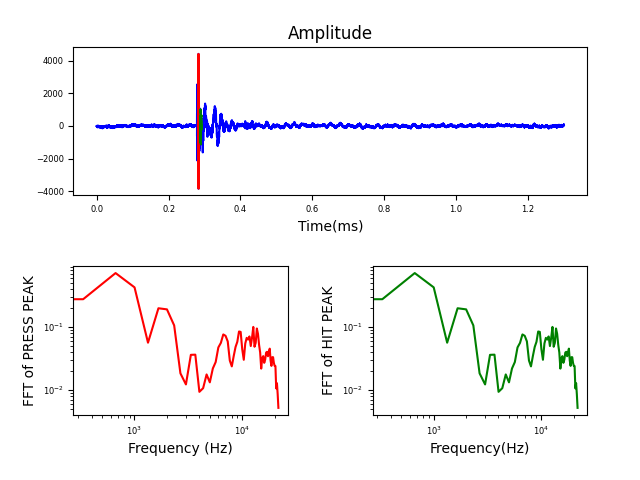 Amplitude
4000
2000
0
−2000
−4000
0.0 0.2 0.4 0.6 0.8 1.0 1.2
Time(ms)
FFT of PRESS PEAK
10⁻¹
10⁻²
10³ 10⁴
Frequency (Hz)
FFT of HIT PEAK
10⁻¹
10⁻²
10³ 10⁴
Frequency(Hz)